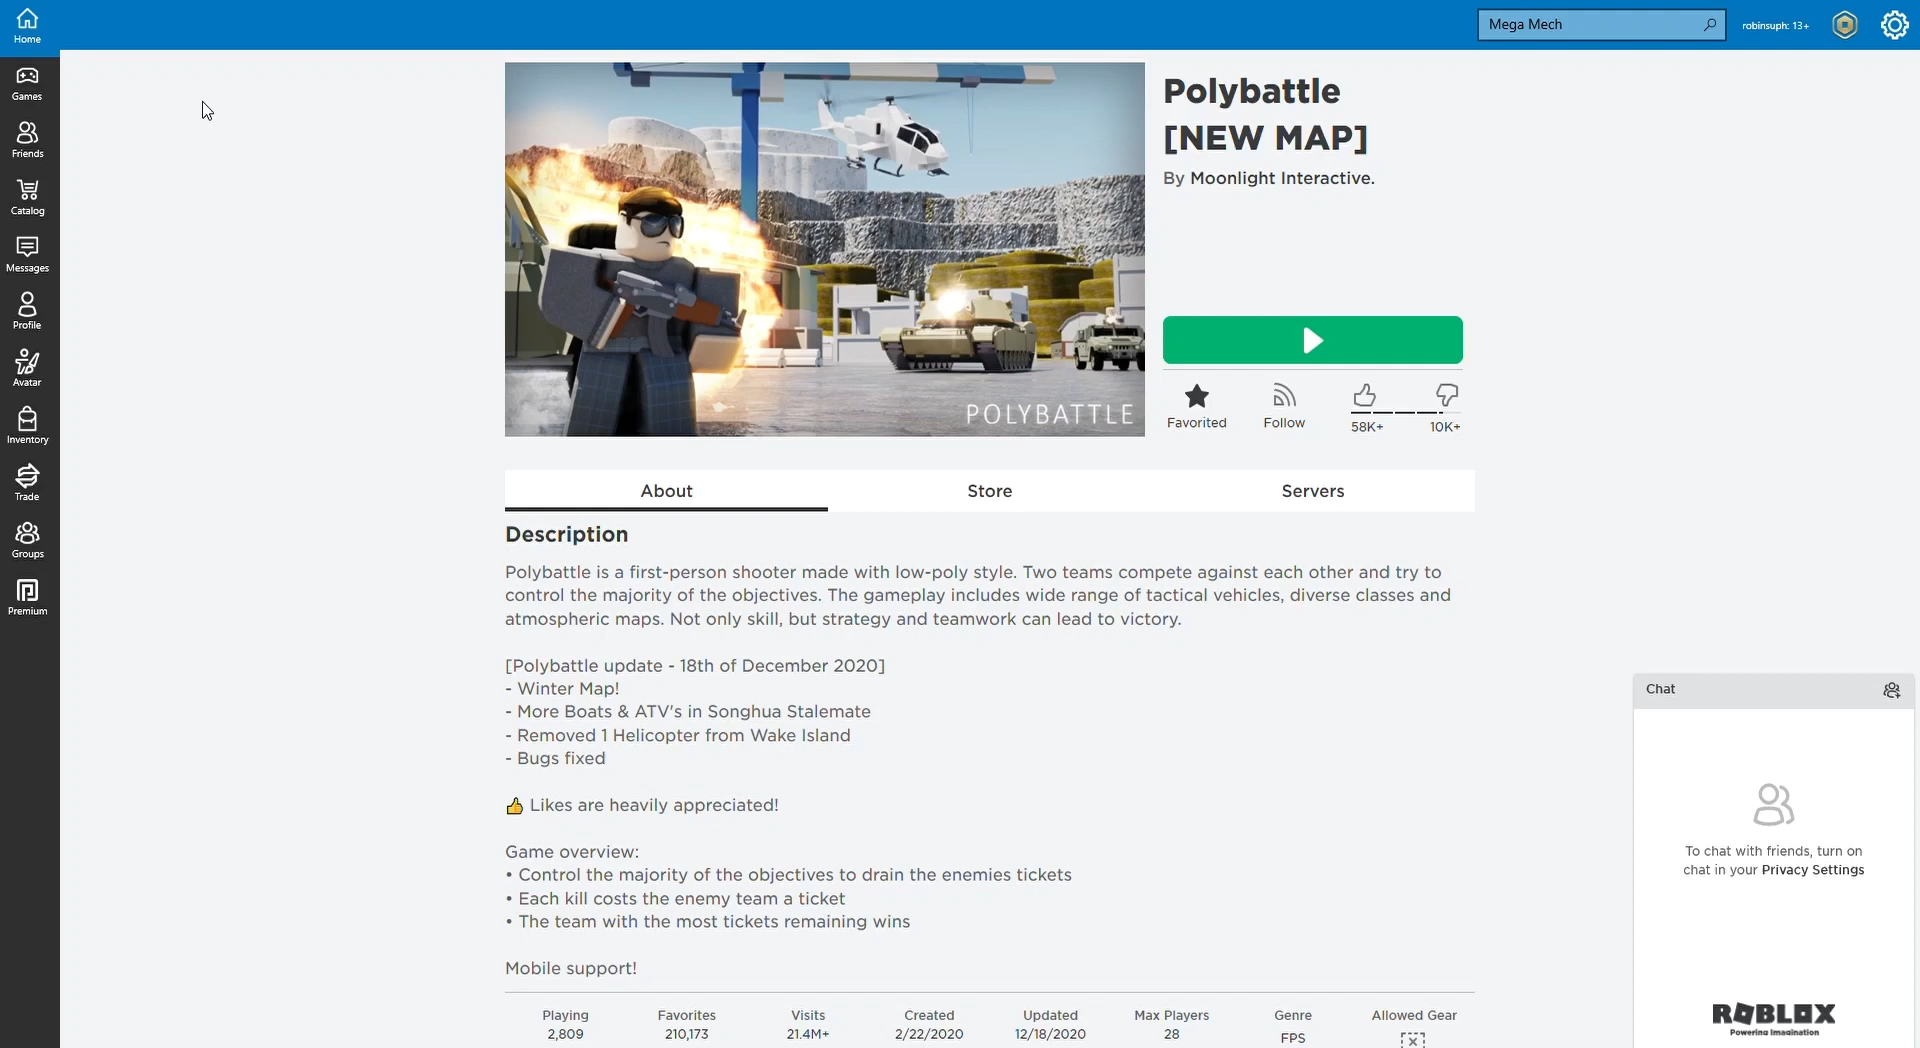 Home
Mega Mech
robinsuph: 13+
Games
Friends
Catalog
Messages
Profile
Avatar
Inventory
Trade
Groups
Premium
POLYBATTLE
Polybattle
[NEW MAP]
By Moonlight Interactive.
Favorited
Follow
58K+
10K+
About
Store
Servers
Description
Polybattle is a first-person shooter made with low-poly style. Two teams compete against each other and try to
control the majority of the objectives. The gameplay includes wide range of tactical vehicles, diverse classes and
atmospheric maps. Not only skill, but strategy and teamwork can lead to victory.
[Polybattle update - 18th of December 2020]
- Winter Map!
- More Boats & ATV's in Songhua Stalemate
- Removed 1 Helicopter from Wake Island
- Bugs fixed
👍 Likes are heavily appreciated!
Game overview:
• Control the majority of the objectives to drain the enemies tickets
• Each kill costs the enemy team a ticket
• The team with the most tickets remaining wins
Mobile support!
Playing
2,809
Favorites
210,173
Visits
21.4M+
Created
2/22/2020
Updated
12/18/2020
Max Players
28
Genre
FPS
Allowed Gear
Chat
To chat with friends, turn on
chat in your Privacy Settings
ROBLOX
Powering Imagination